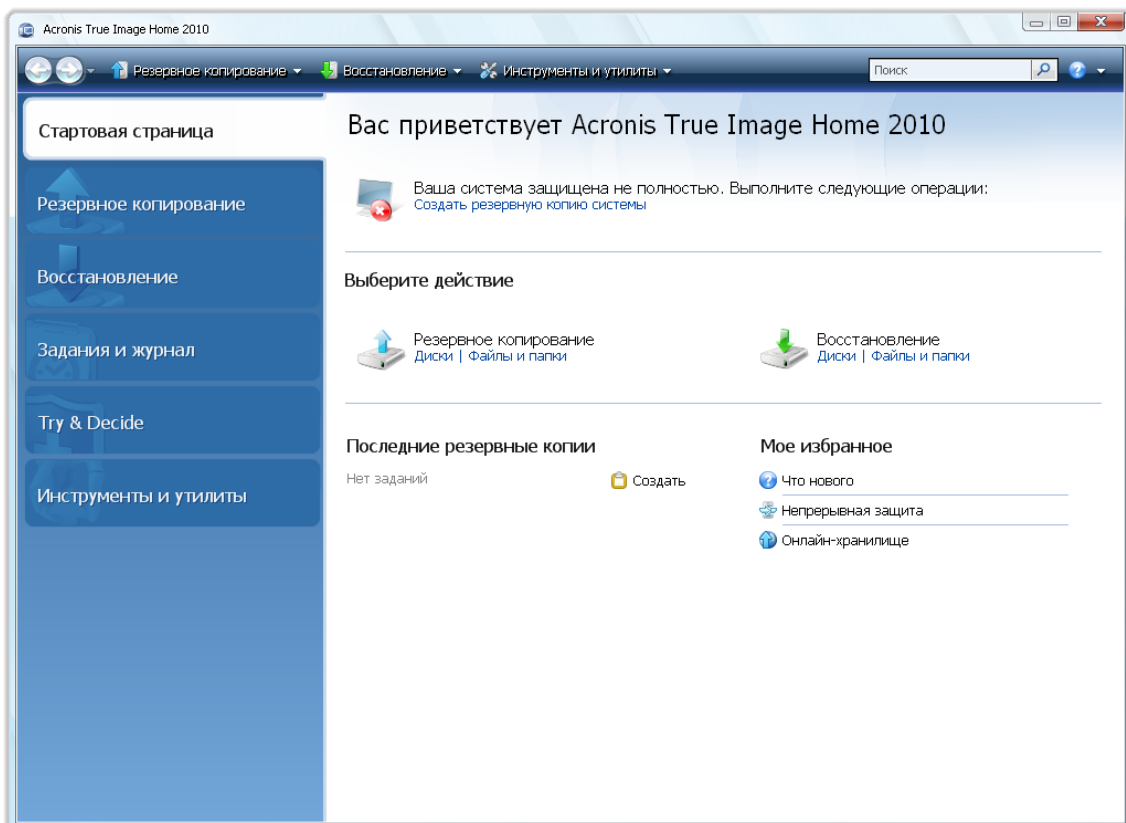 Acronis True Image Home 2010
Резервное копирование
Восстановление
Инструменты и утилиты
Поиск
Стартовая страница
Резервное копирование
Восстановление
Задания и журнал
Try & Decide
Инструменты и утилиты
Вас приветствует Acronis True Image Home 2010
Ваша система защищена не полностью. Выполните следующие операции:
Создать резервную копию системы
Выберите действие
Резервное копирование
Диски | Файлы и папки
Восстановление
Диски | Файлы и папки
Последние резервные копии
Нет заданий
Создать
Мое избранное
Что нового
Непрерывная защита
Онлайн-хранилище